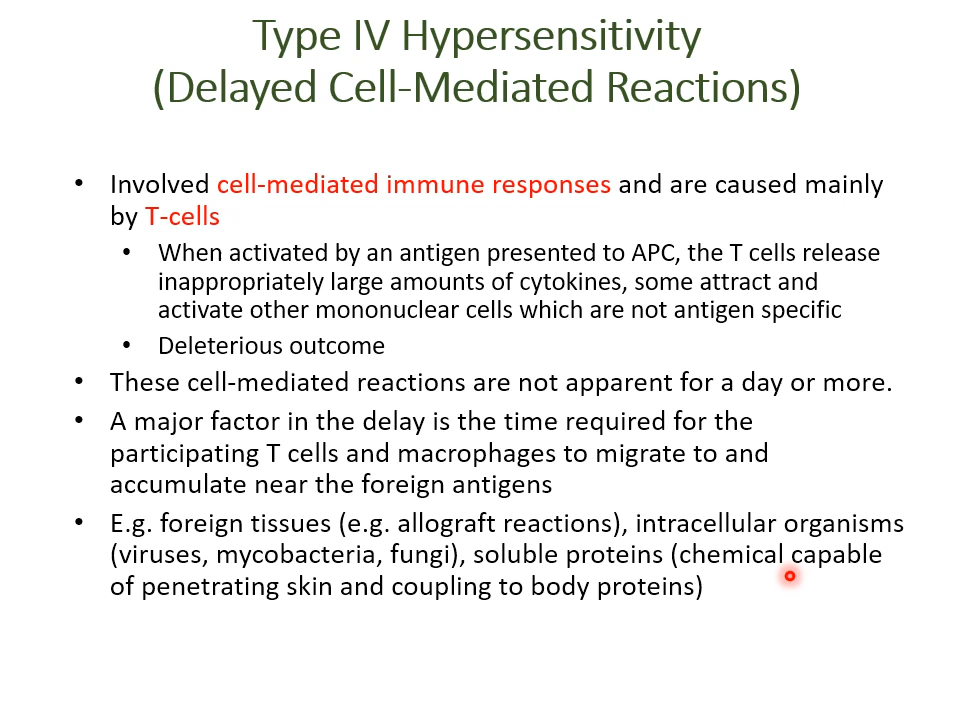 Type IV Hypersensitivity
(Delayed Cell-Mediated Reactions)
• Involved cell-mediated immune responses and are caused mainly
by T-cells
• When activated by an antigen presented to APC, the T cells release
inappropriately large amounts of cytokines, some attract and
activate other mononuclear cells which are not antigen specific
• Deleterious outcome
• These cell-mediated reactions are not apparent for a day or more.
• A major factor in the delay is the time required for the
participating T cells and macrophages to migrate to and
accumulate near the foreign antigens
• E.g. foreign tissues (e.g. allograft reactions), intracellular organisms
(viruses, mycobacteria, fungi), soluble proteins (chemical capable
of penetrating skin and coupling to body proteins)